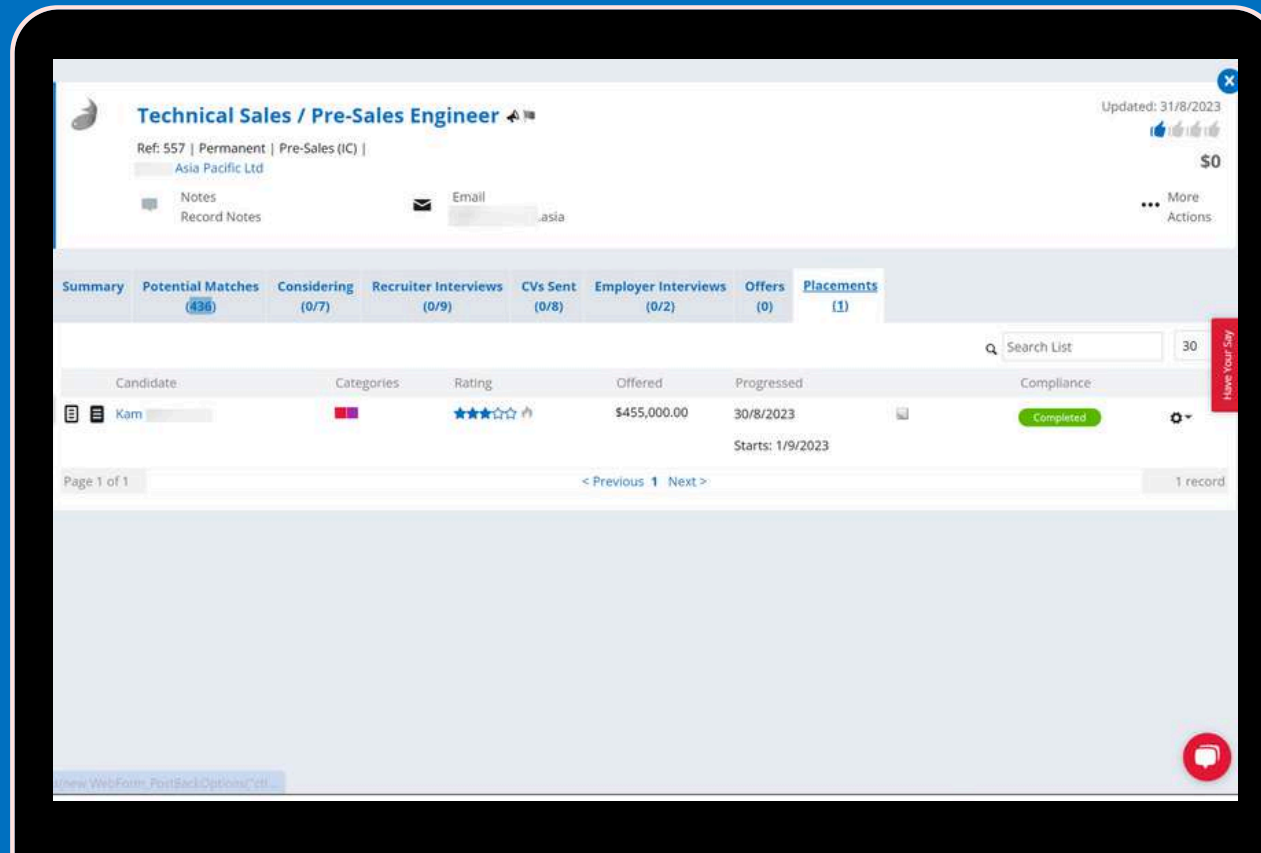 Technical Sales / Pre-Sales Engineer
Updated: 31/8/2023
Ref: 557 | Permanent | Pre-Sales (IC) |
$0
Asia Pacific Ltd
Notes
Record Notes
Email
.asia
More
Actions
Summary
Potential Matches
(436)
Considering
(0/7)
Recruiter Interviews
(0/9)
CVs Sent
(0/8)
Employer Interviews
(0/2)
Offers
(0)
Placements
(1)
Search List
30
Have Your Say
Candidate Categories Rating Offered Progressed Compliance
Kam $455,000.00 30/8/2023 Completed
Starts: 1/9/2023
Page 1 of 1 < Previous 1 Next > 1 record